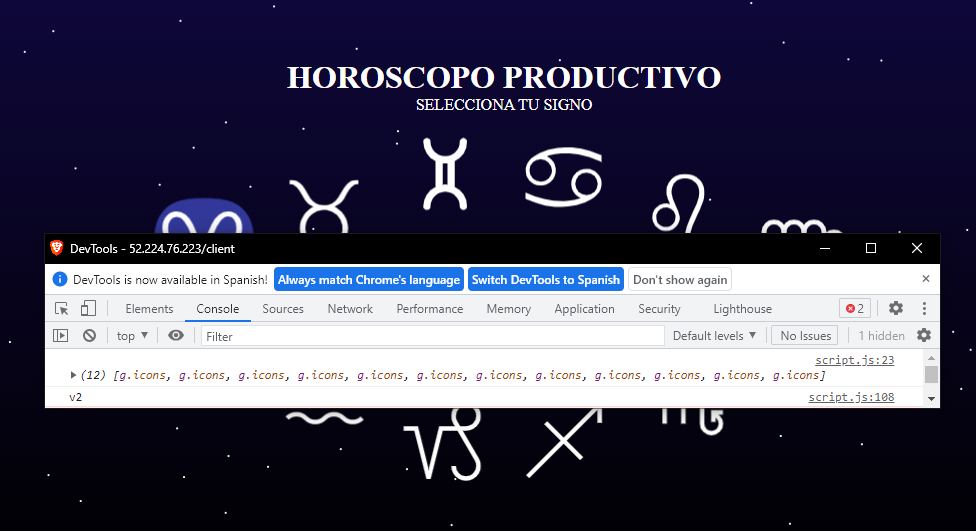 HOROSCOPO PRODUCTIVO
SELECCIONA TU SIGNO
DevTools - 52.224.76.223/client
DevTools is now available in Spanish! Always match Chrome's language Switch DevTools to Spanish Don't show again
Elements Console Sources Network Performance Memory Application Security Lighthouse 2
top Filter Default levels No Issues 1 hidden
script.js:23
(12) [g.icons, g.icons, g.icons, g.icons, g.icons, g.icons, g.icons, g.icons, g.icons, g.icons, g.icons, g.icons]
v2 script.js:108